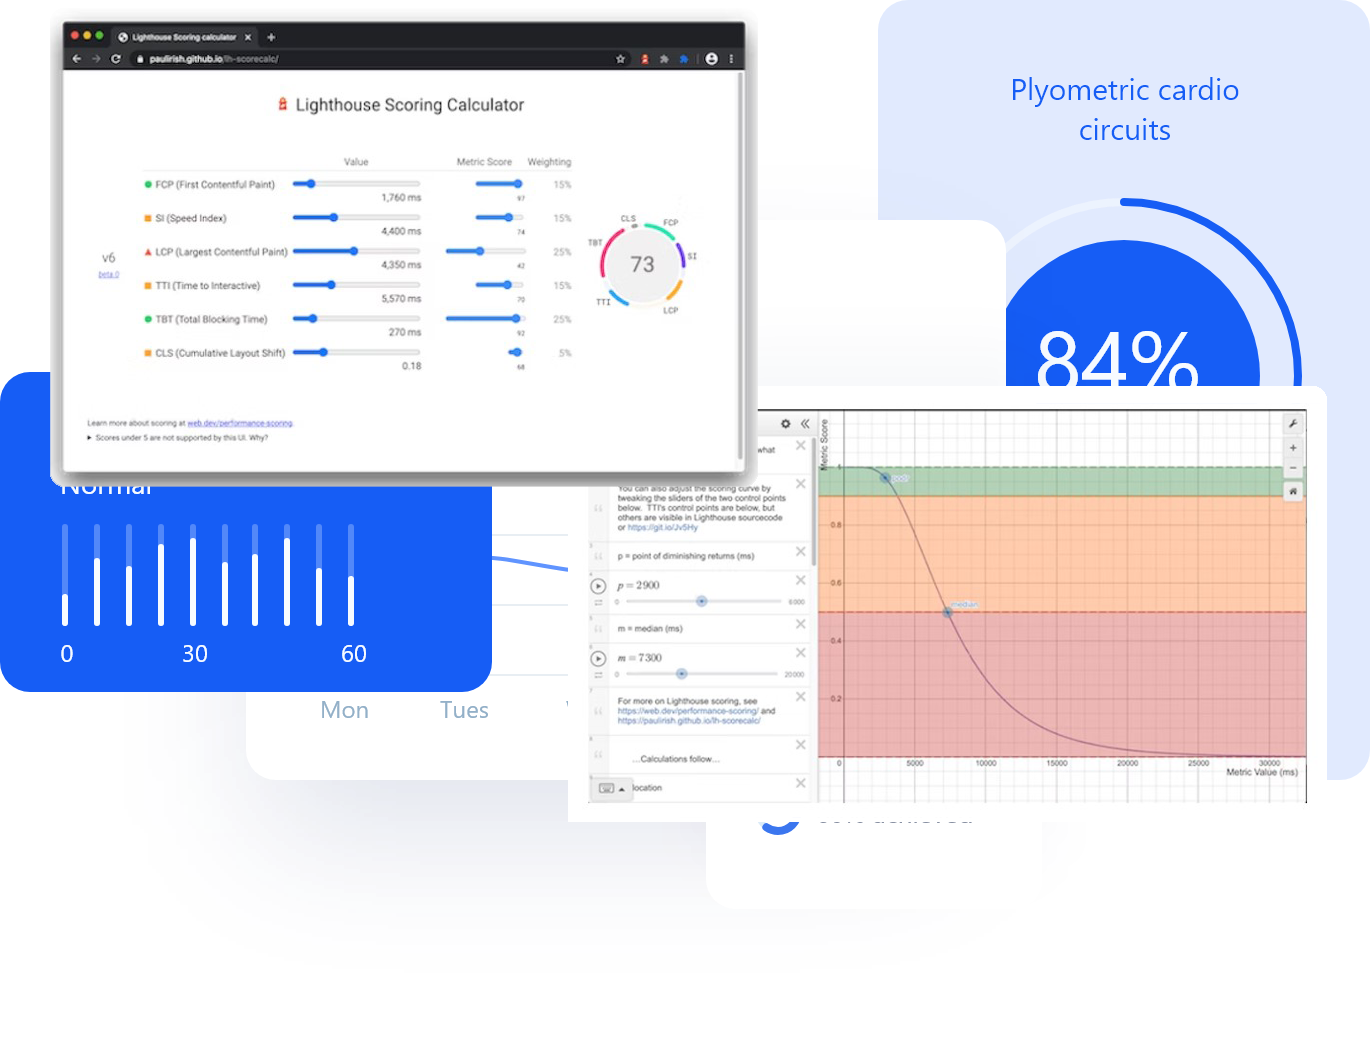 Lighthouse Scoring calculator
paulirish.github.io/lh-scorecalc/
Lighthouse Scoring Calculator
Value Metric Score Weighting
FCP (First Contentful Paint) 15%
1,760 ms 97
SI (Speed Index) 15%
4,400 ms 74
LCP (Largest Contentful Paint) 25%
4,350 ms 42
TTI (Time to Interactive) 15%
5,570 ms 70
TBT (Total Blocking Time) 25%
270 ms 92
CLS (Cumulative Layout Shift) 5%
0.18 68
v6
beta 0
CLS
FCP
TBT
SI
73
TTI
LCP
Learn more about scoring at web.dev/performance-scoring.
Scores under 5 are not supported by this UI. Why?
Plyometric cardio
circuits
84%
Normal
0 30 60
Mon Tues
what
You can also adjust the scoring curve by
tweaking the sliders of the two control points
below. TTI's control points are below, but
others are visible in Lighthouse sourcecode
or https://git.io/Jv5Hy
p = point of diminishing returns (ms)
p = 2900
0 6000
m = median (ms)
m = 7300
0 20000
For more on Lighthouse scoring, see
https://web.dev/performance-scoring/ and
https://paulirish.github.io/lh-scorecalc/
...Calculations follow...
location
Metric Score
1
0.8
0.6
median
0.4
0.2
0 5000 10000 15000 20000 25000 30000
Metric Value (ms)
achieved